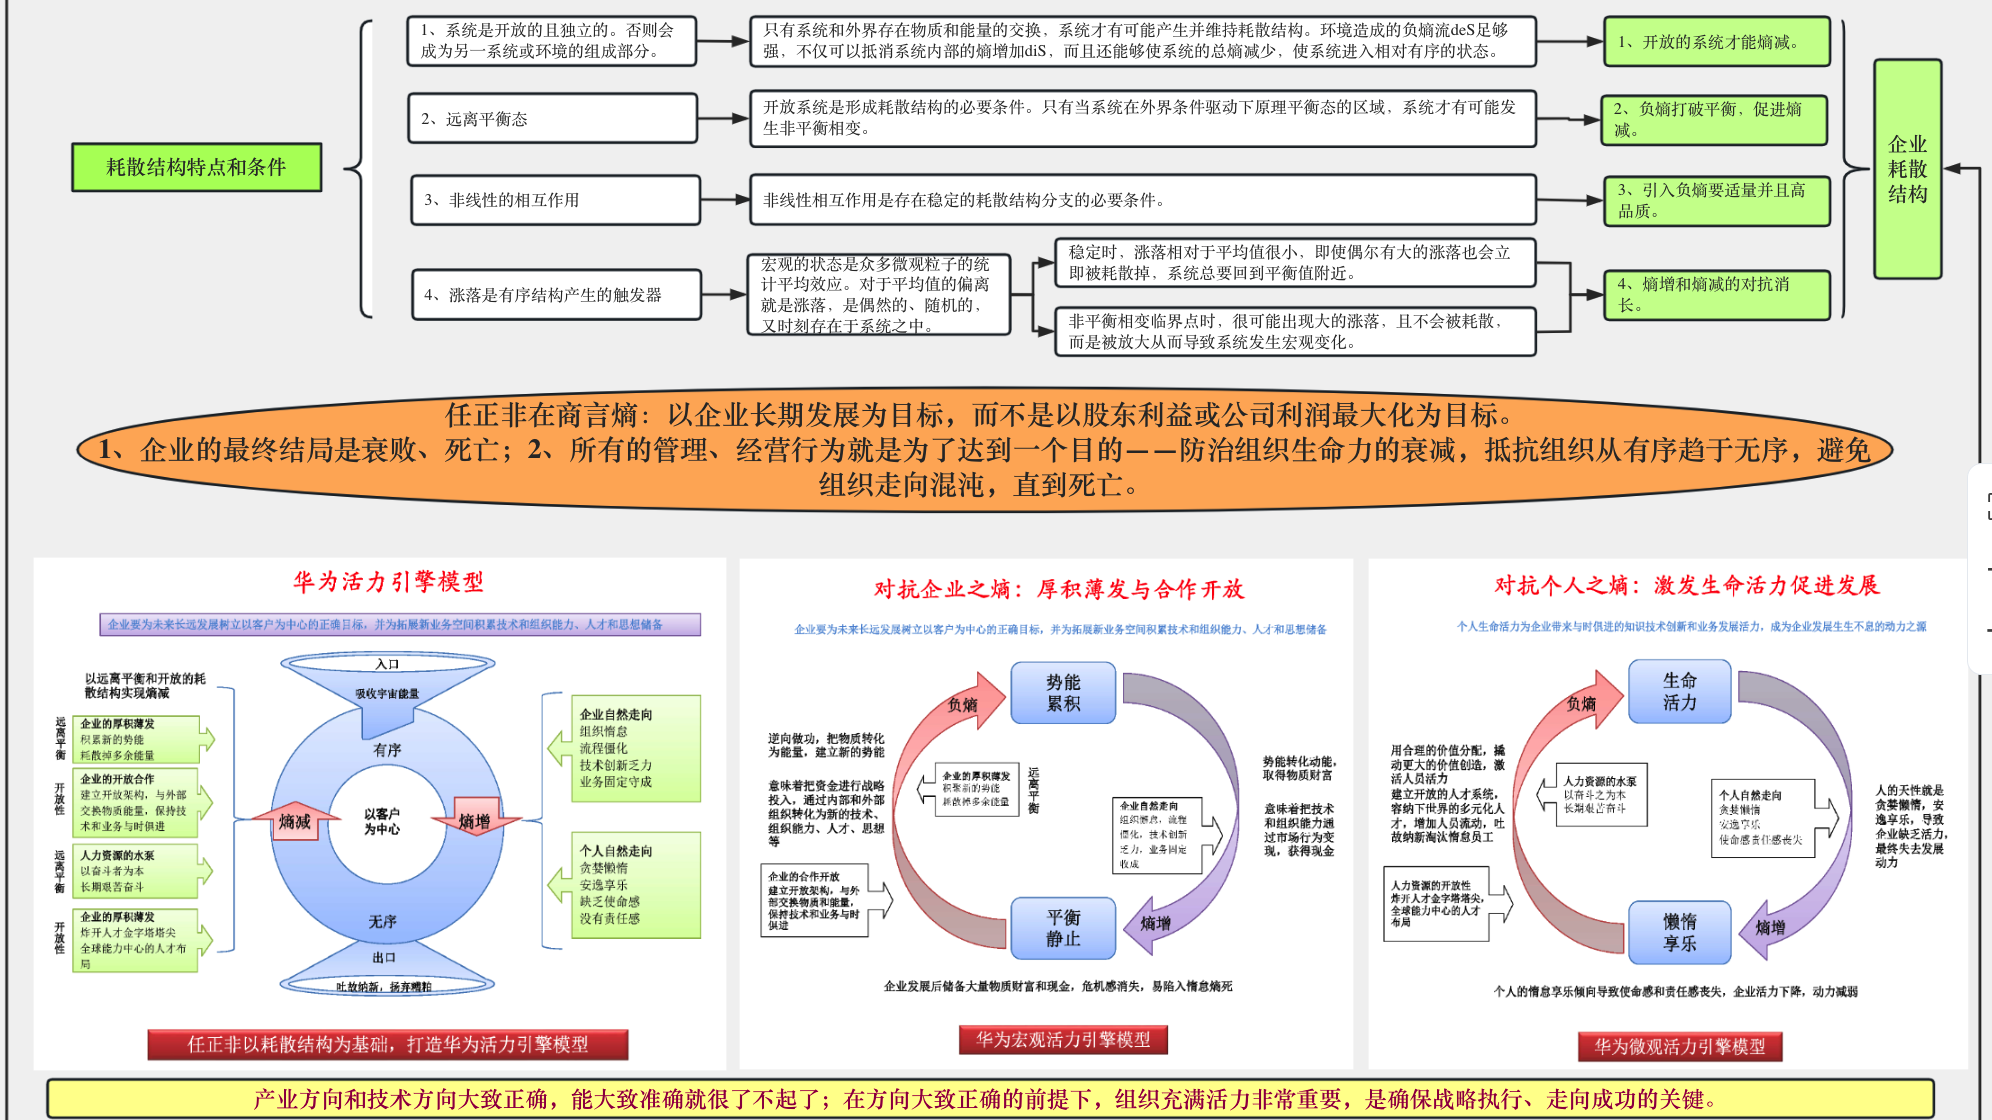 耗散结构特点和条件
1、系统是开放的且独立的。否则会
成为另一系统或环境的组成部分。
只有系统和外界存在物质和能量的交换，系统才有可能产生并维持耗散结构。环境造成的负熵流deS足够
强，不仅可以抵消系统内部的熵增加diS，而且还能够使系统的总熵减少，使系统进入相对有序的状态。
1、开放的系统才能熵减。
2、远离平衡态
开放系统是形成耗散结构的必要条件。只有当系统在外界条件驱动下原理平衡态的区域，系统才有可能发
生非平衡相变。
2、负熵打破平衡，促进熵
减。
3、非线性的相互作用
非线性相互作用是存在稳定的耗散结构分支的必要条件。
3、引入负熵要适量并且高
品质。
4、涨落是有序结构产生的触发器
宏观的状态是众多微观粒子的统
计平均效应。对于平均值的偏离
就是涨落，是偶然的、随机的，
又时刻存在于系统之中。
稳定时，涨落相对于平均值很小，即使偶尔有大的涨落也会立
即被耗散掉，系统总要回到平衡值附近。
非平衡相变临界点时，很可能出现大的涨落，且不会被耗散，
而是被放大从而导致系统发生宏观变化。
4、熵增和熵减的对抗消
长。
企业
耗散
结构
任正非在商言熵：以企业长期发展为目标，而不是以股东利益或公司利润最大化为目标。
1、企业的最终结局是衰败、死亡；2、所有的管理、经营行为就是为了达到一个目的——防治组织生命力的衰减，抵抗组织从有序趋于无序，避免
组织走向混沌，直到死亡。
华为活力引擎模型
企业要为未来长远发展树立以客户为中心的正确目标，并为拓展新业务空间积累技术和组织能力、人才和思想储备
以远离平衡和开放的耗
散结构实现熵减
远离平衡
企业的厚积薄发
积累新的势能
耗散掉多余能量
开放性
企业的开放合作
建立开放架构，与外部
交换物质能量，保持技
术和业务与时俱进
远离平衡
人力资源的水泵
以奋斗者为本
长期艰苦奋斗
开放性
企业的厚积薄发
炸开人才金字塔塔尖
全球能力中心的人才布
局
入口
吸收宇宙能量
有序
熵减
以客户
为中心
熵增
无序
出口
吐故纳新，扬弃糟粕
企业自然走向
组织惰怠
流程僵化
技术创新乏力
业务固定守成
个人自然走向
贪婪懒惰
安逸享乐
缺乏使命感
没有责任感
任正非以耗散结构为基础，打造华为活力引擎模型
对抗企业之熵：厚积薄发与合作开放
企业要为未来长远发展树立以客户为中心的正确目标，并为拓展新业务空间积累技术和组织能力、人才和思想储备
负熵
势能
累积
逆向做功，把物质转化
为能量，建立新的势能
意味着把资金进行战略
投入，通过内部和外部
组织转化为新的技术、
组织能力、人才、思想
等
企业的厚积薄发
积聚新的势能
耗散掉多余能量
远离平衡
企业自然走向
组织惰怠，流程
僵化，技术创新
乏力，业务固定
收成
势能转化动能，
取得物质财富
意味着把技术
和组织能力通
过市场行为变
现，获得现金
企业的合作开放
建立开放架构，与外
部交换物质和能量，
保持技术和业务与时
俱进
平衡
静止
熵增
企业发展后储备大量物质财富和现金，危机感消失，易陷入惰怠熵死
华为宏观活力引擎模型
对抗个人之熵：激发生命活力促进发展
个人生命活力为企业带来与时俱进的知识技术创新和业务发展活力，成为企业发展生生不息的动力之源
负熵
生命
活力
用合理的价值分配，撬
动更大的价值创造，激
活人员活力
建立开放的人才系统，
容纳下世界的多元化人
才，增加人员流动，吐
故纳新淘汰惰怠员工
人力资源的水泵
以奋斗之为本
长期艰苦奋斗
个人自然走向
贪婪懒惰
安逸享乐
使命感责任感丧失
人的天性就是
贪婪懒惰，安
逸享乐，导致
企业缺乏活力，
最终失去发展
动力
人力资源的开放性
炸开人才金字塔塔尖，
全球能力中心的人才
布局
懒惰
享乐
熵增
个人的惰怠享乐倾向导致使命感和责任感丧失，企业活力下降，动力减弱
华为微观活力引擎模型
产业方向和技术方向大致正确，能大致准确就很了不起了；在方向大致正确的前提下，组织充满活力非常重要，是确保战略执行、走向成功的关键。